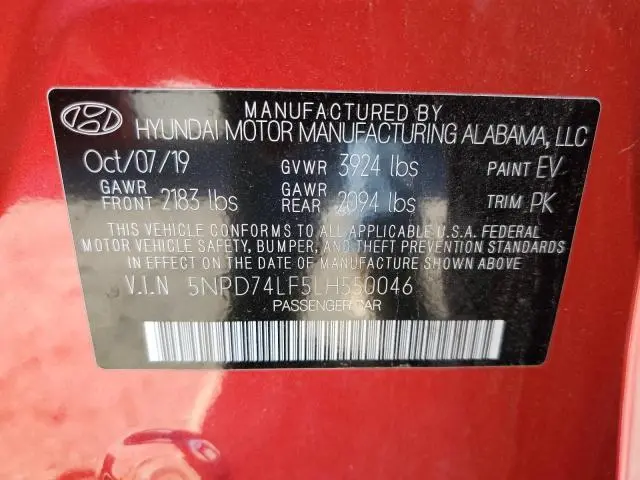 MANUFACTURED BY
HYUNDAI MOTOR MANUFACTURING ALABAMA, LLC
Oct/07/19 GVWR 3924 lbs PAINT EV
GAWR FRONT 2183 lbs GAWR REAR 2094 lbs TRIM PK
THIS VEHICLE CONFORMS TO ALL APPLICABLE U.S.A. FEDERAL
MOTOR VEHICLE SAFETY, BUMPER, AND THEFT PREVENTION STANDARDS
IN EFFECT ON THE DATE OF MANUFACTURE SHOWN ABOVE.
V.I.N 5NPD74LF5LH550046
PASSENGER CAR